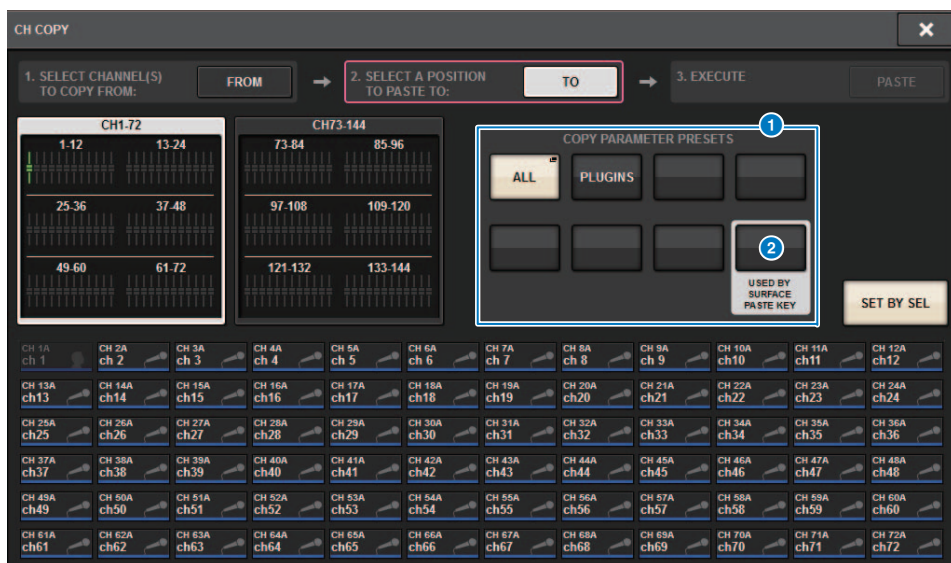 CH COPY
1. SELECT CHANNEL(S)
TO COPY FROM:
FROM
2. SELECT A POSITION
TO PASTE TO:
TO
3. EXECUTE
PASTE
CH1-72
1-12 13-24
25-36 37-48
49-60 61-72
CH73-144
73-84 85-96
97-108 109-120
121-132 133-144
1
COPY PARAMETER PRESETS
ALL PLUGINS
2
USED BY
SURFACE
PASTE KEY
SET BY SEL
CH 1A CH 2A CH 3A CH 4A CH 5A CH 6A CH 7A CH 8A CH 9A CH 10A CH 11A CH 12A
ch 1 ch 2 ch 3 ch 4 ch 5 ch 6 ch 7 ch 8 ch 9 ch10 ch11 ch12
CH 13A CH 14A CH 15A CH 16A CH 17A CH 18A CH 19A CH 20A CH 21A CH 22A CH 23A CH 24A
ch13 ch14 ch15 ch16 ch17 ch18 ch19 ch20 ch21 ch22 ch23 ch24
CH 25A CH 26A CH 27A CH 28A CH 29A CH 30A CH 31A CH 32A CH 33A CH 34A CH 35A CH 36A
ch25 ch26 ch27 ch28 ch29 ch30 ch31 ch32 ch33 ch34 ch35 ch36
CH 37A CH 38A CH 39A CH 40A CH 41A CH 42A CH 43A CH 44A CH 45A CH 46A CH 47A CH 48A
ch37 ch38 ch39 ch40 ch41 ch42 ch43 ch44 ch45 ch46 ch47 ch48
CH 49A CH 50A CH 51A CH 52A CH 53A CH 54A CH 55A CH 56A CH 57A CH 58A CH 59A CH 60A
ch49 ch50 ch51 ch52 ch53 ch54 ch55 ch56 ch57 ch58 ch59 ch60
CH 61A CH 62A CH 63A CH 64A CH 65A CH 66A CH 67A CH 68A CH 69A CH 70A CH 71A CH 72A
ch61 ch62 ch63 ch64 ch65 ch66 ch67 ch68 ch69 ch70 ch71 ch72